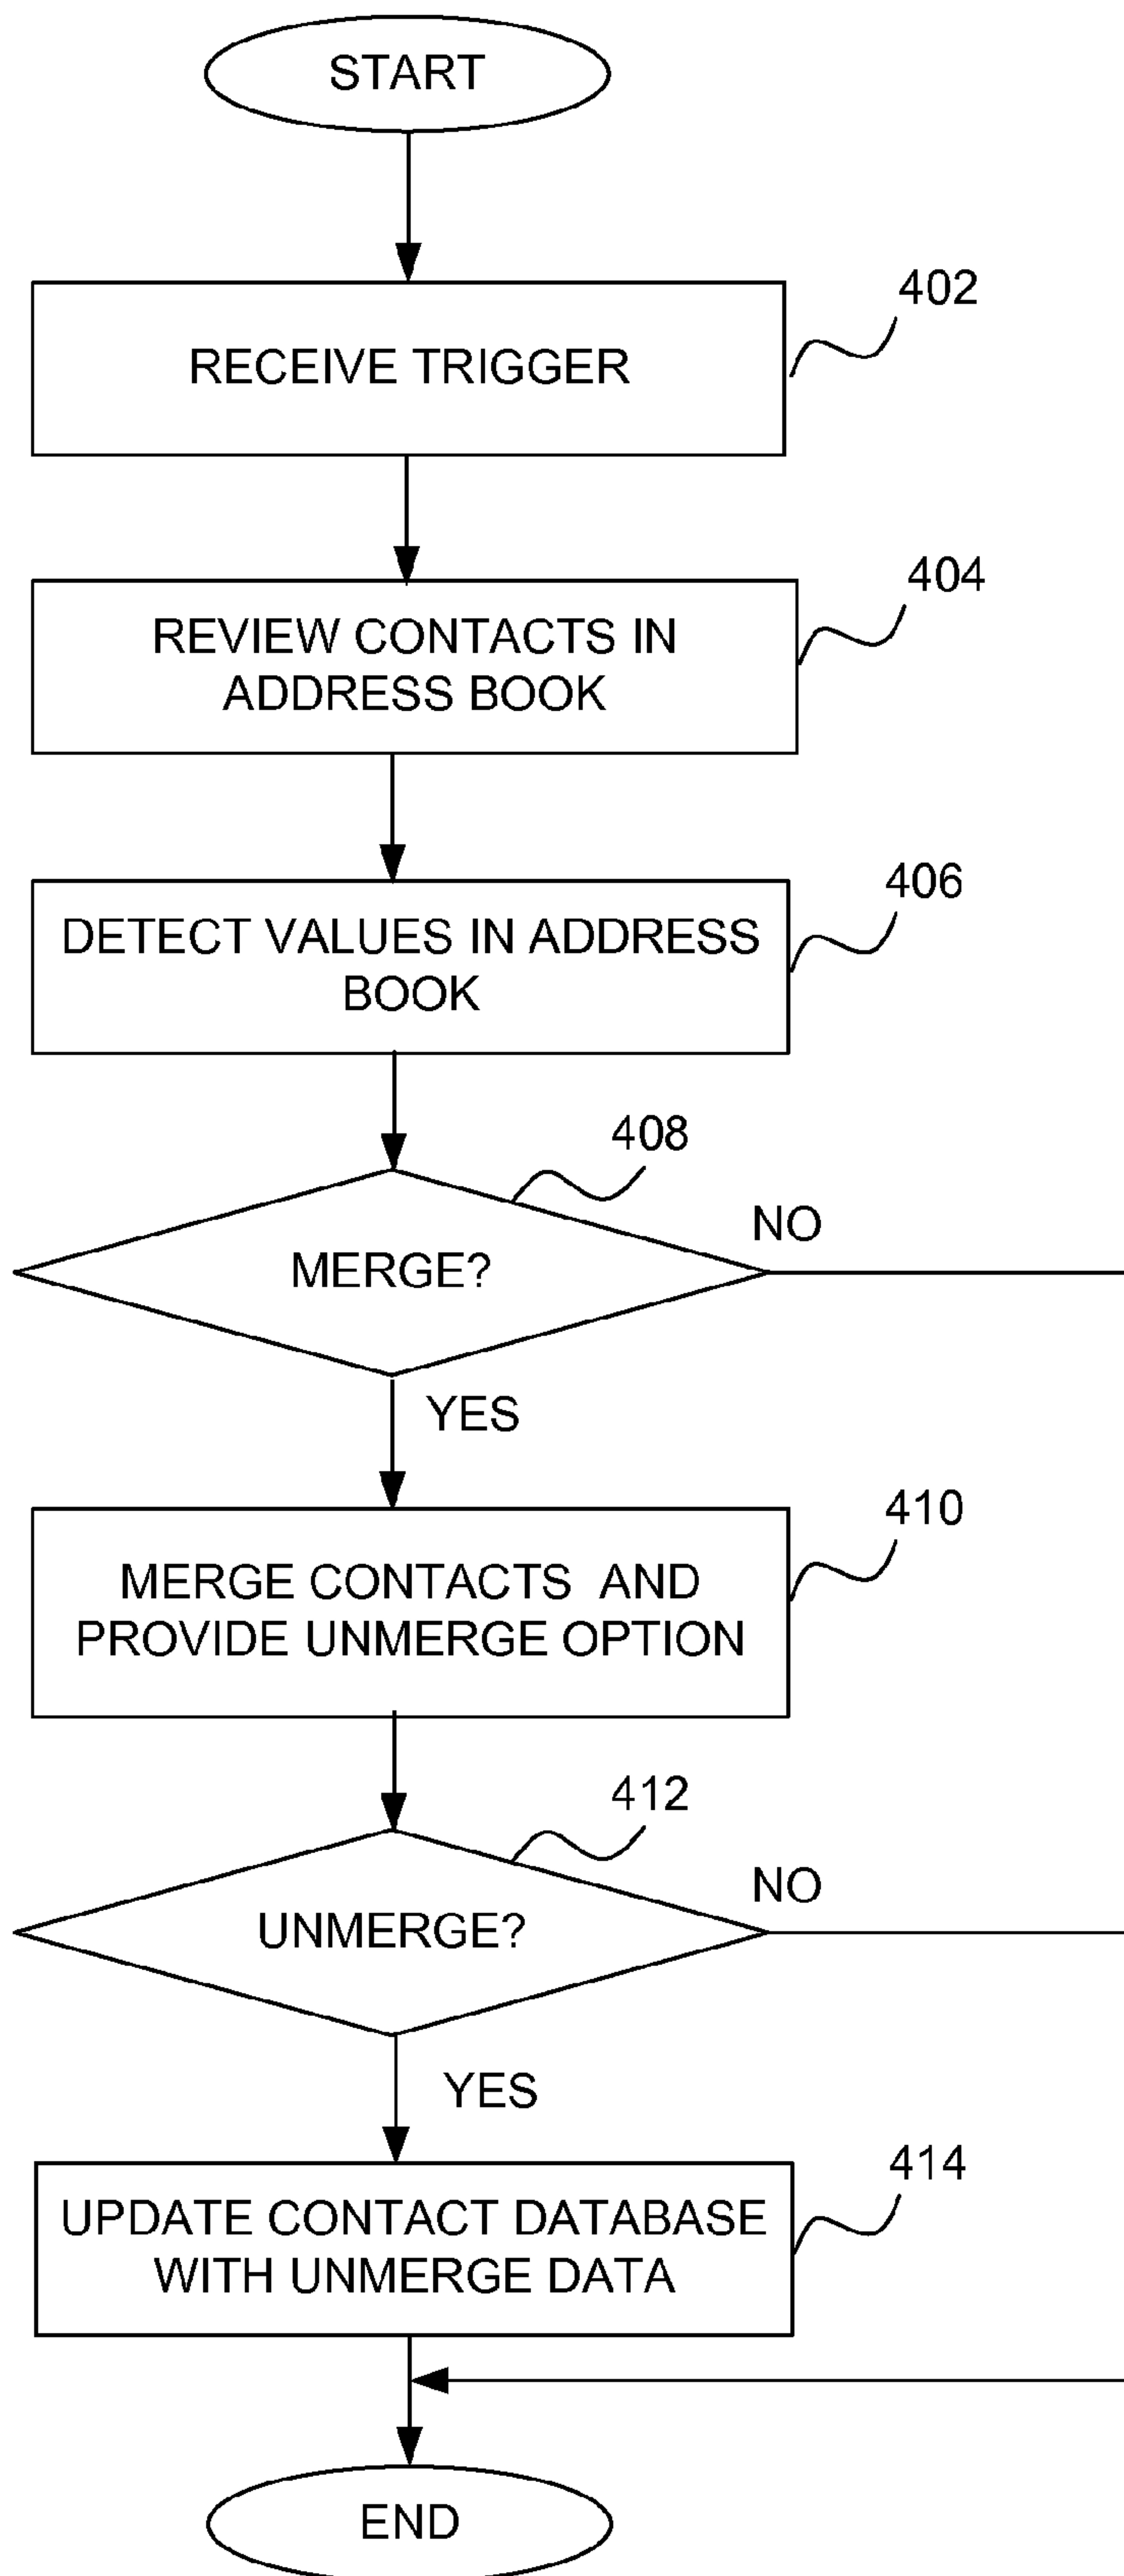 START
402
RECEIVE TRIGGER
404
REVIEW CONTACTS IN
ADDRESS BOOK
406
DETECT VALUES IN ADDRESS
BOOK
408
NO
MERGE?
YES
410
MERGE CONTACTS AND
PROVIDE UNMERGE OPTION
412
NO
UNMERGE?
YES
414
UPDATE CONTACT DATABASE
WITH UNMERGE DATA
END